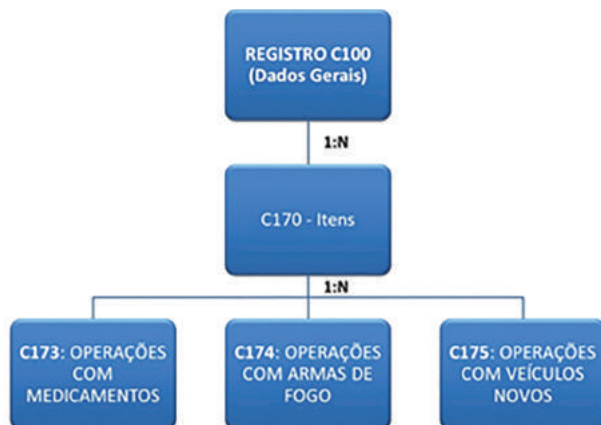 REGISTRO C100
(Dados Gerais)
1:N
C170 - Itens
1:N
C173: OPERAÇÕES
COM
MEDICAMENTOS
C174: OPERAÇÕES
COM ARMAS DE
FOGO
C175: OPERAÇÕES
COM VEÍCULOS
NOVOS